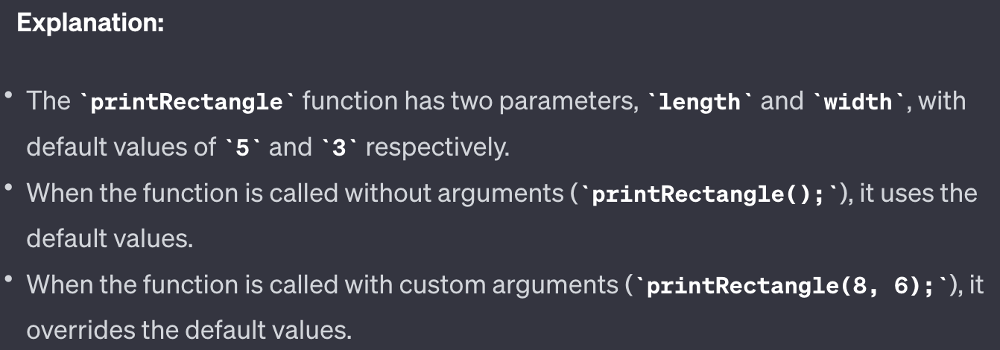 Explanation:
• The `printRectangle` function has two parameters, `length` and `width`, with
default values of `5` and `3` respectively.
• When the function is called without arguments (`printRectangle();`), it uses the
default values.
• When the function is called with custom arguments (`printRectangle(8, 6);`), it
overrides the default values.